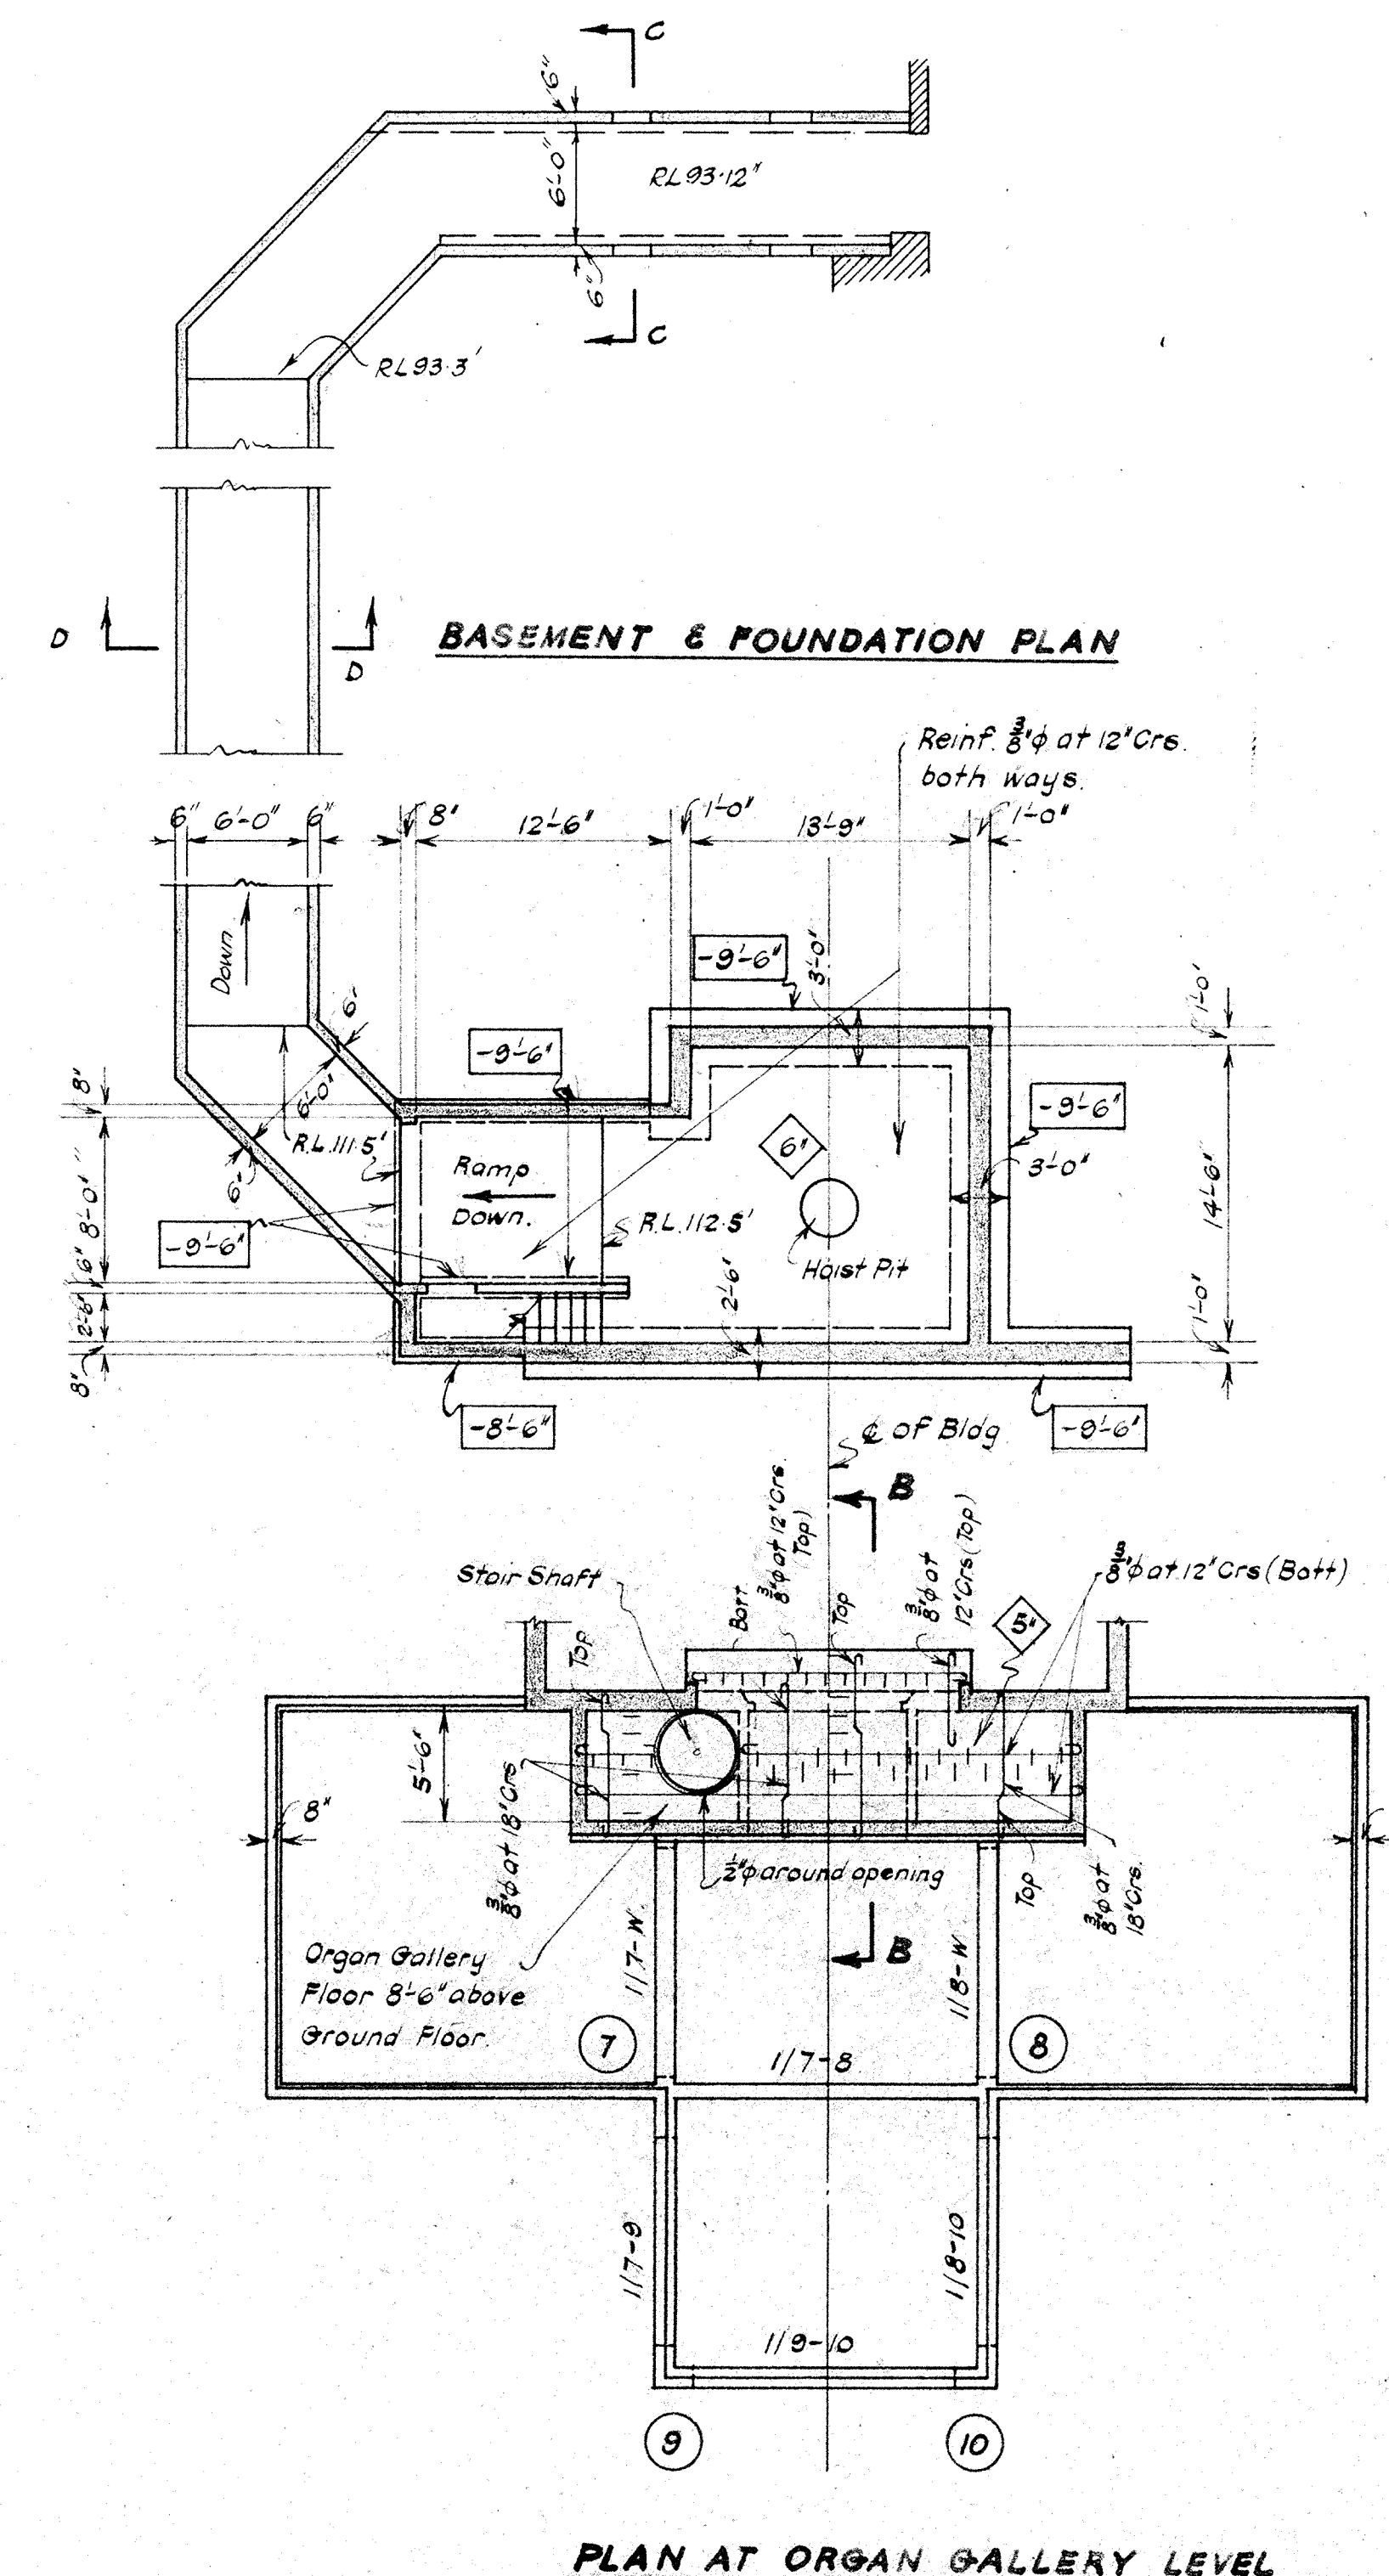 C
6"
6'-0"
RL 93·12"
6"
C
RL 93·3'
D
D
BASEMENT & FOUNDATION PLAN
Reinf. 3/8"φ at 12" Crs.
both ways.
6"
6'-0"
6"
8"
12'-6"
1'-0"
13'-9"
1'-0"
Down
6"
-9'-6"
3'-0"
-9'-6"
1'-0"
8"
6'-0"
-9'-6"
R.L. 111·5'
6"
Ramp
Down.
6"
3'-0"
8'-0"
14'-6"
R.L. 112·5'
-9'-6"
Hoist Pit
6"
2'-6"
2'-6"
1'-0"
8"
-8'-6"
-9'-6"
℄ of Bldg
B
3/8"φ at 12" Crs.
(Top)
3/8"φ at
12" Crs (Top)
Stair Shaft
3/8"φ at 12" Crs (Bott)
Bott
Top
5"
Top
5'-6"
8"
3/8"φ at 18" Crs
1/2"φ around opening
Top
3/8"φ at
18" Crs.
B
Organ Gallery
Floor 8'-6" above
Ground Floor.
1/7-W.
1/8-W.
7
8
1/7-8
1/7-9
1/8-10
1/9-10
9
10
PLAN AT ORGAN GALLERY LEVEL